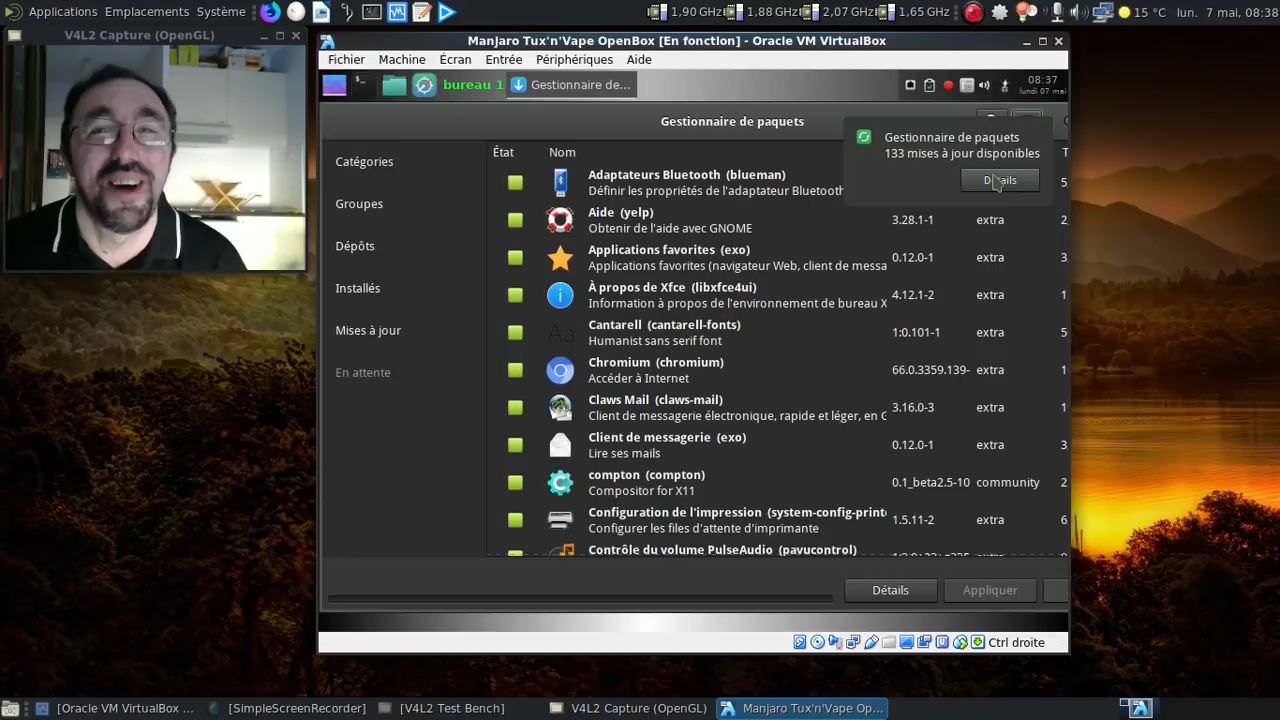 Applications Emplacements Système
1,90 GHz 1,88 GHz 2,07 GHz 1,65 GHz 15 °C lun. 7 mai, 08:38
V4L2 Capture (OpenGL)
Manjaro Tux'n'Vape OpenBox [En fonction] - Oracle VM VirtualBox
Fichier Machine Écran Entrée Périphériques Aide
bureau 1 Gestionnaire de...
08:37
lundi 07 mai
Gestionnaire de paquets
Gestionnaire de paquets
133 mises à jour disponibles
Détails
Catégories
Groupes
Dépôts
Installés
Mises à jour
En attente
État Nom
Adaptateurs Bluetooth (blueman)
Définir les propriétés de l'adaptateur Bluetooth
Aide (yelp)
Obtenir de l'aide avec GNOME
3.28.1-1 extra
Applications favorites (exo)
Applications favorites (navigateur Web, client de messa
0.12.0-1 extra
À propos de Xfce (libxfce4ui)
Information à propos de l'environnement de bureau X
4.12.1-2 extra
Cantarell (cantarell-fonts)
Humanist sans serif font
1:0.101-1 extra
Aa
Chromium (chromium)
Accéder à Internet
66.0.3359.139- extra
Claws Mail (claws-mail)
Client de messagerie électronique, rapide et léger, en G
3.16.0-3 extra
Client de messagerie (exo)
Lire ses mails
0.12.0-1 extra
compton (compton)
Compositor for X11
0.1_beta2.5-10 community
Configuration de l'impression (system-config-printe
Configurer les files d'attente d'imprimante
1.5.11-2 extra
Contrôle du volume PulseAudio (pavucontrol)
Détails Appliquer
Ctrl droite
[Oracle VM VirtualBox ... [SimpleScreenRecorder] [V4L2 Test Bench] V4L2 Capture (OpenGL) Manjaro Tux'n'Vape Op...